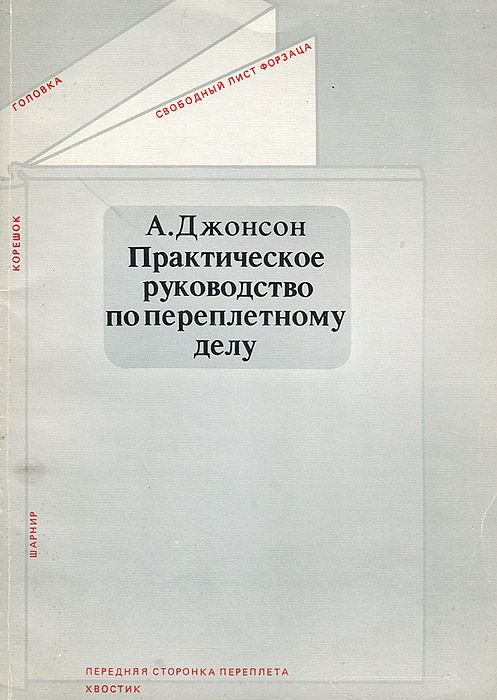 ГОЛОВКА
СВОБОДНЫЙ ЛИСТ ФОРЗАЦА
КОРЕШОК
А.Джонсон
Практическое
руководство
по переплетному
делу
ШАРНИР
ПЕРЕДНЯЯ СТОРОНКА ПЕРЕПЛЕТА
ХВОСТИК